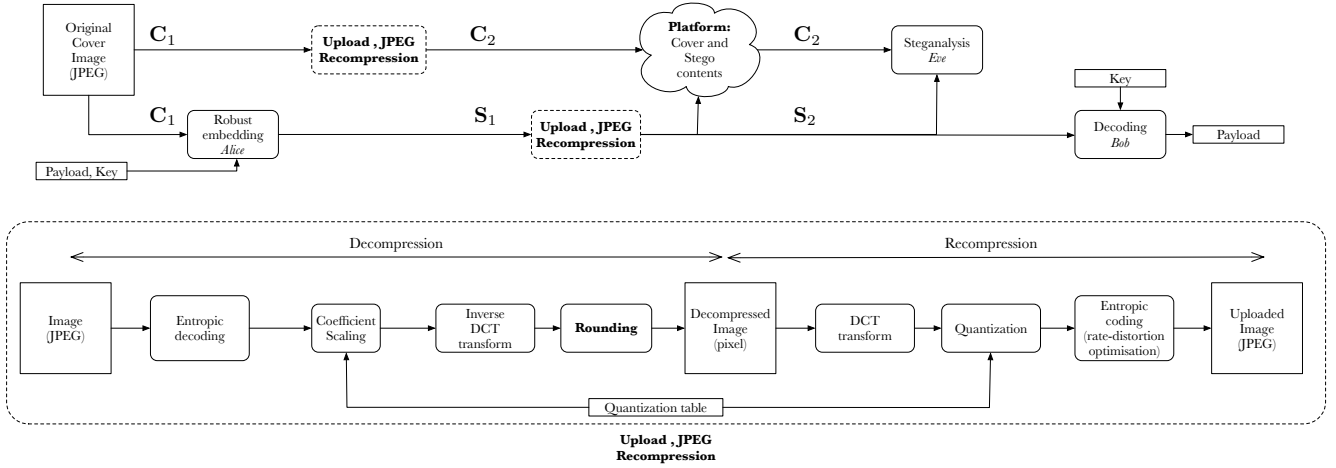 Original
Cover
Image
(JPEG)
C1
Upload , JPEG
Recompression
C2
Platform:
Cover and
Stego
contents
C2
Steganalysis
Eve
Key
C1
Robust
embedding
Alice
S1
Upload , JPEG
Recompression
S2
Decoding
Bob
Payload
Payload, Key
Decompression
Recompression
Image
(JPEG)
Entropic
decoding
Coefficient
Scaling
Inverse
DCT
transform
Rounding
Decompressed
Image
(pixel)
DCT
transform
Quantization
Entropic
coding
(rate-distortion
optimisation)
Uploaded
Image
(JPEG)
Quantization table
Upload , JPEG
Recompression